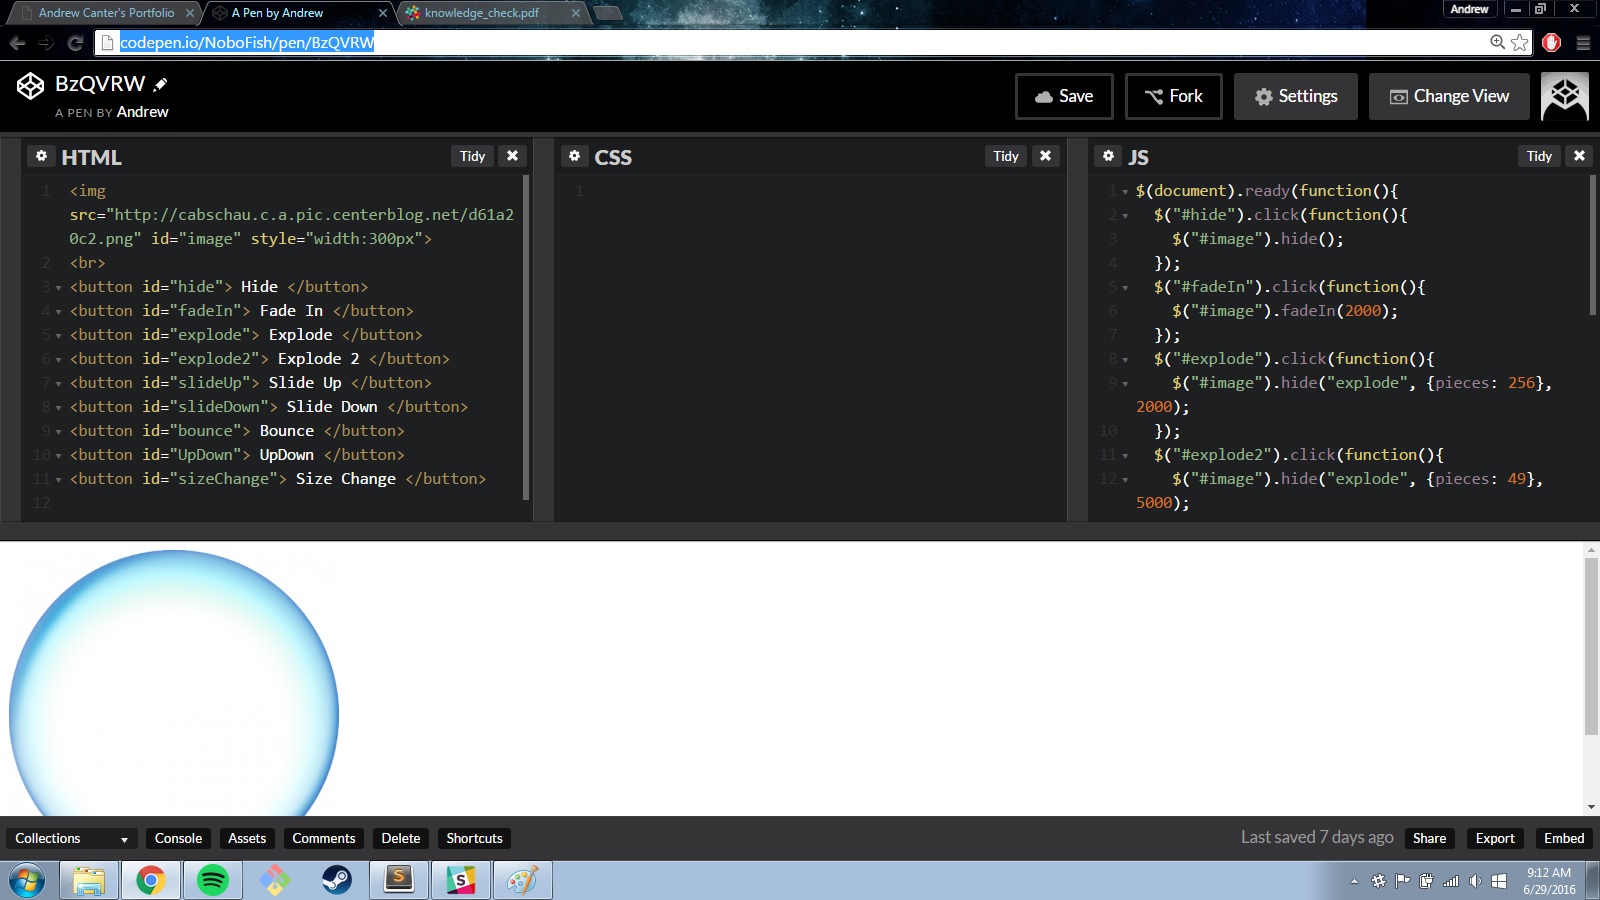 Andrew Canter's Portfolio
A Pen by Andrew
knowledge_check.pdf
Andrew
codepen.io/NoboFish/pen/BzQVRW
BzQVRW
A PEN BY Andrew
Save
Fork
Settings
Change View
HTML
Tidy
1 <img
src="http://cabschau.c.a.pic.centerblog.net/d61a2
0c2.png" id="image" style="width:300px">
2 <br>
3 <button id="hide"> Hide </button>
4 <button id="fadeIn"> Fade In </button>
5 <button id="explode"> Explode </button>
6 <button id="explode2"> Explode 2 </button>
7 <button id="slideUp"> Slide Up </button>
8 <button id="slideDown"> Slide Down </button>
9 <button id="bounce"> Bounce </button>
10 <button id="UpDown"> UpDown </button>
11 <button id="sizeChange"> Size Change </button>
12
CSS
Tidy
1
JS
Tidy
1 $(document).ready(function(){
2 $("#hide").click(function(){
3 $("#image").hide();
4 });
5 $("#fadeIn").click(function(){
6 $("#image").fadeIn(2000);
7 });
8 $("#explode").click(function(){
9 $("#image").hide("explode", {pieces: 256},
2000);
10 });
11 $("#explode2").click(function(){
12 $("#image").hide("explode", {pieces: 49},
5000);
Collections
Console
Assets
Comments
Delete
Shortcuts
Last saved 7 days ago
Share
Export
Embed
9:12 AM
6/29/2016